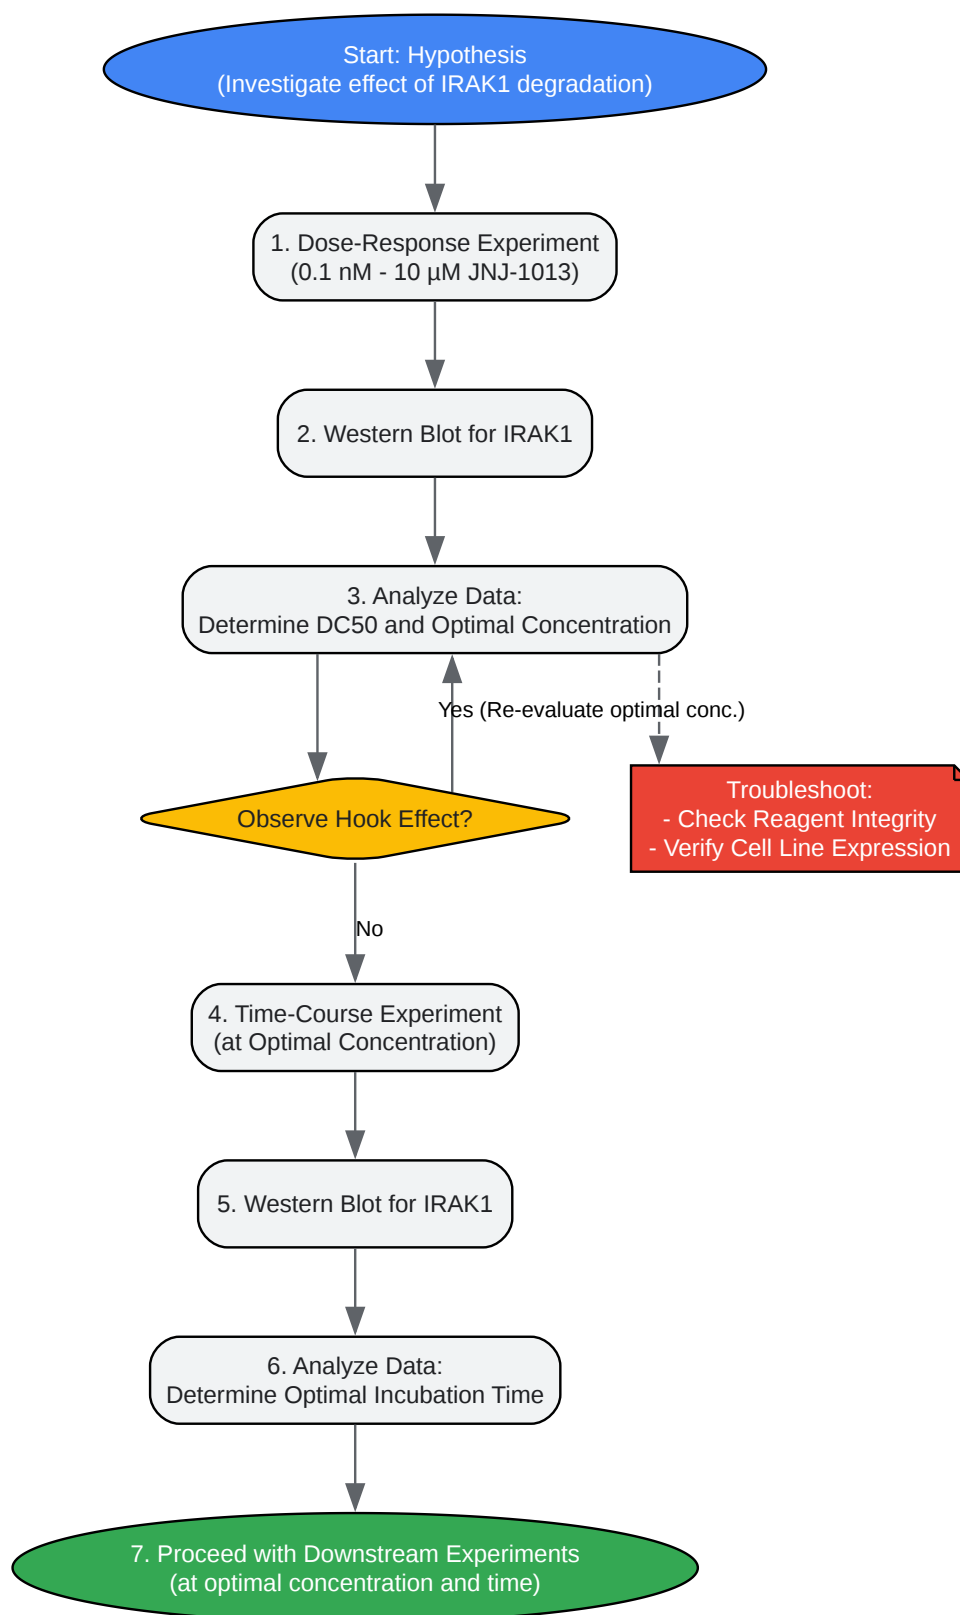 Start: Hypothesis
(Investigate effect of IRAK1 degradation)
1. Dose-Response Experiment
(0.1 nM - 10 µM JNJ-1013)
2. Western Blot for IRAK1
3. Analyze Data:
Determine DC50 and Optimal Concentration
Yes (Re-evaluate optimal conc.)
Troubleshoot:
- Check Reagent Integrity
- Verify Cell Line Expression
Observe Hook Effect?
No
4. Time-Course Experiment
(at Optimal Concentration)
5. Western Blot for IRAK1
6. Analyze Data:
Determine Optimal Incubation Time
7. Proceed with Downstream Experiments
(at optimal concentration and time)